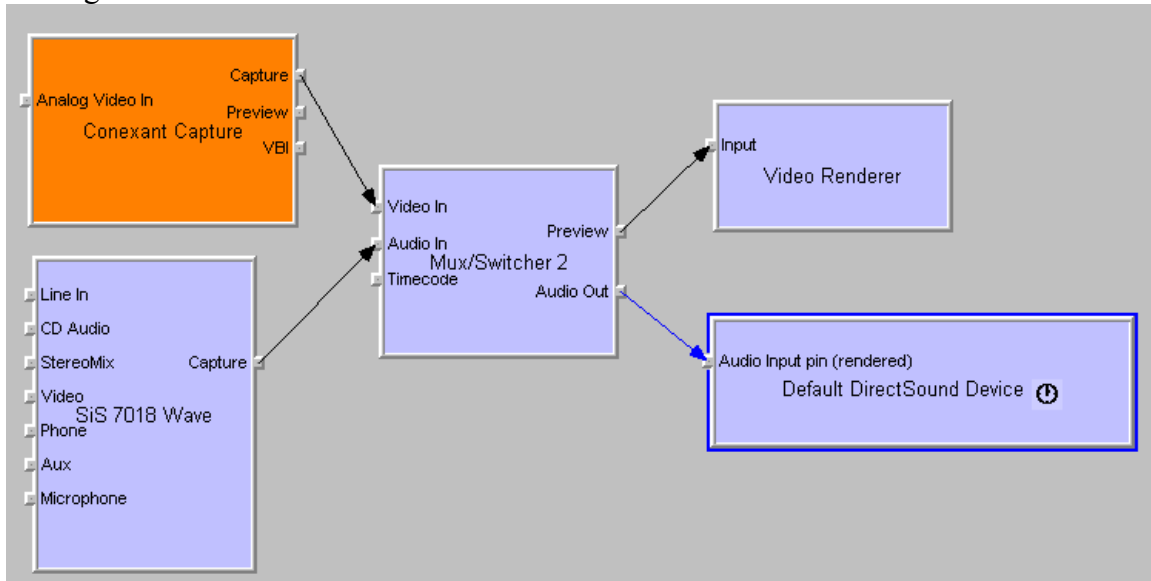 Capture
Analog Video In
Preview
Conexant Capture
VBI
Line In
CD Audio
StereoMix
Capture
Video
SiS 7018 Wave
Phone
Aux
Microphone
Video In
Preview
Audio In
Mux/Switcher 2
Timecode
Audio Out
Input
Video Renderer
Audio Input pin (rendered)
Default DirectSound Device